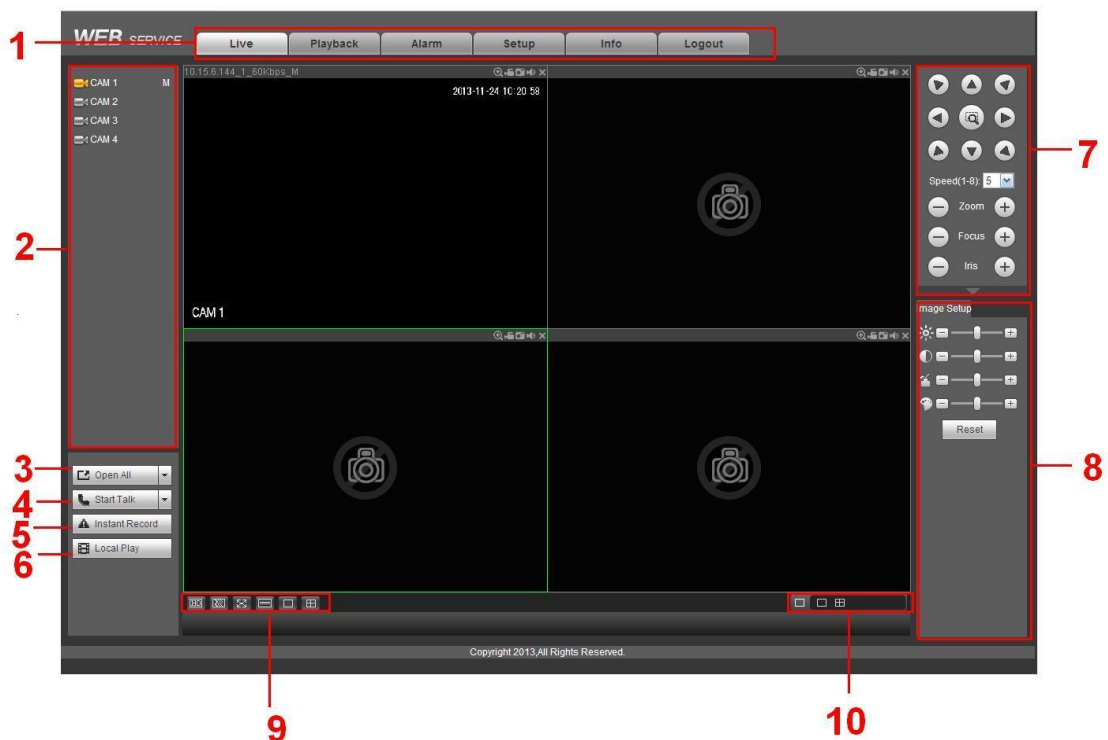 1
WEB SERVICE
Live
Playback
Alarm
Setup
Info
Logout
2
CAM 1 M
CAM 2
CAM 3
CAM 4
10.15.6.144_1_60Kbps_M
2013-11-24 10:20:58
CAM 1
7
Speed(1-8): 5
Zoom
Focus
Iris
8
mage Setup
Reset
3
Open All
4
Start Talk
5
Instant Record
6
Local Play
Copyright 2013,All Rights Reserved.
9
10